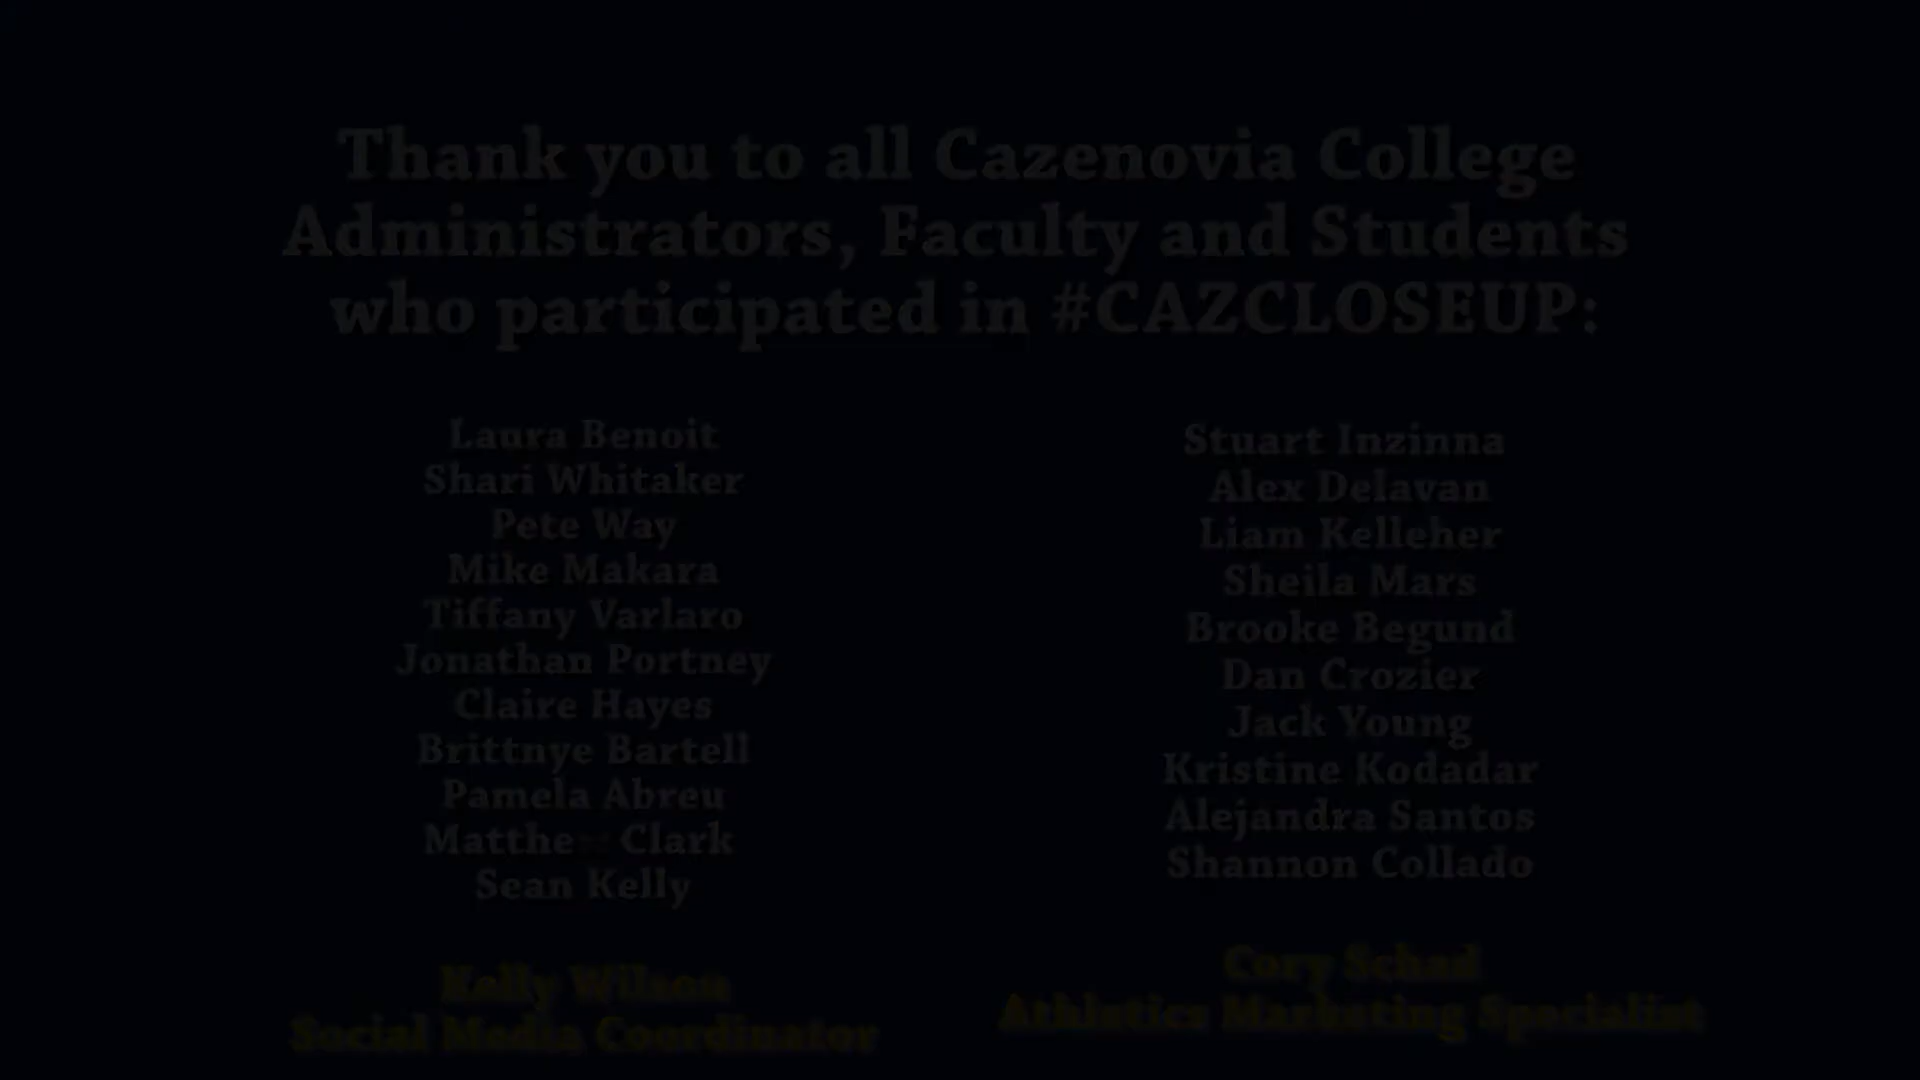 Thank you to all Cazenovia College
Administrators, Faculty and Students
who participated in #CAZCLOSEUP:
Laura Benoit
Shari Whitaker
Pete Way
Mike Makara
Tiffany Varlaro
Jonathan Portney
Claire Hayes
Brittnye Bartell
Pamela Abreu
Matthew Clark
Sean Kelly
Kelly Wilson
Social Media Coordinator
Stuart Inzinna
Alex Delavan
Liam Kelleher
Sheila Mars
Brooke Begund
Dan Crozier
Jack Young
Kristine Kodadar
Alejandra Santos
Shannon Collado
Cory Schad
Athletics Marketing Specialist